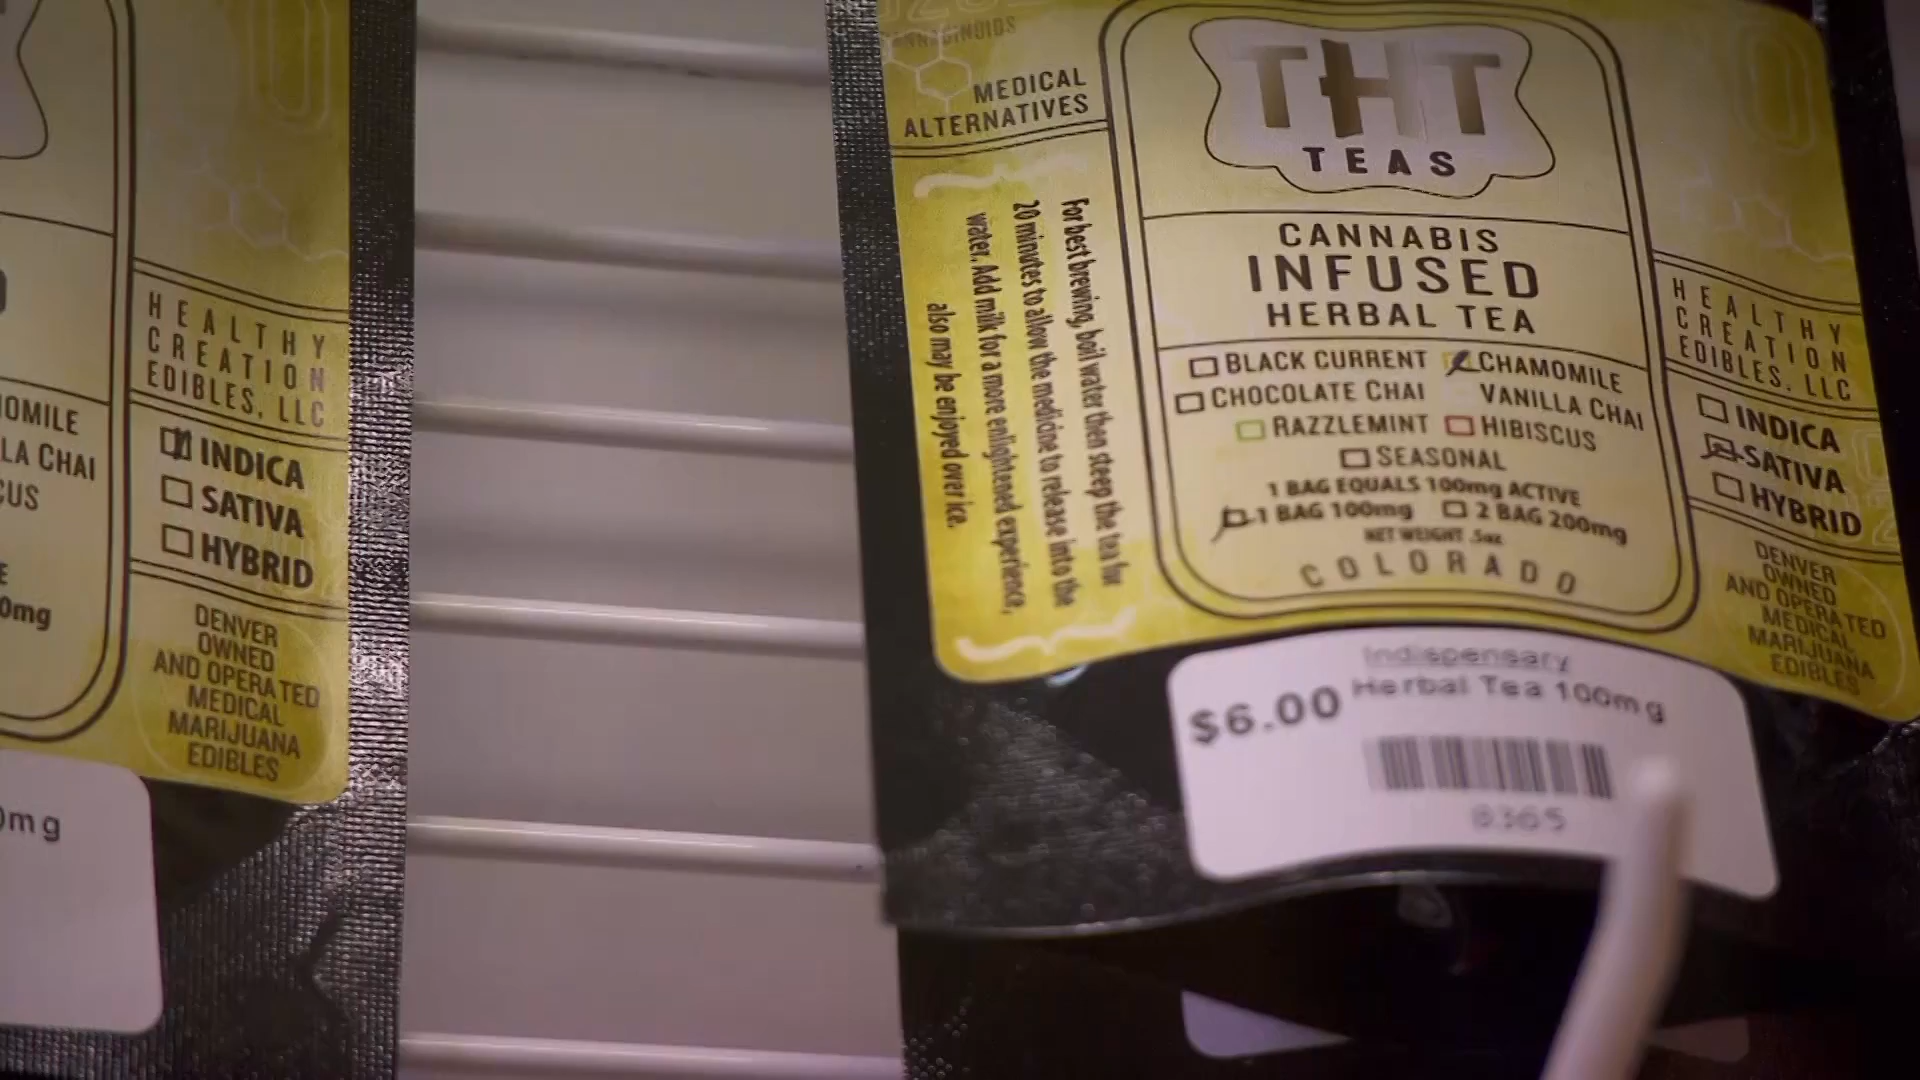 HEALTHY
CREATION
EDIBLES, LLC
INDICA
SATIVA
HYBRID
DENVER
OWNED
AND OPERATED
MEDICAL
MARIJUANA
EDIBLES
OMILE
LA CHAI
CUS
0mg
0mg
CANNABINOIDS
MEDICAL
ALTERNATIVES
For best brewing, boil water then steep the tea for
20 minutes to allow the medicine to release into the
water. Add milk for a more enlightened experience,
also may be enjoyed over ice.
THT
TEAS
CANNABIS
INFUSED
HERBAL TEA
BLACK CURRENT CHAMOMILE
CHOCOLATE CHAI VANILLA CHAI
RAZZLEMINT HIBISCUS
SEASONAL
1 BAG EQUALS 100mg ACTIVE
1 BAG 100mg 2 BAG 200mg
NET WEIGHT .5oz
COLORADO
HEALTHY
CREATION
EDIBLES, LLC
INDICA
SATIVA
HYBRID
DENVER
OWNED
AND OPERATED
MEDICAL
MARIJUANA
EDIBLES
Indispensary
$6.00 Herbal Tea 100mg
0365